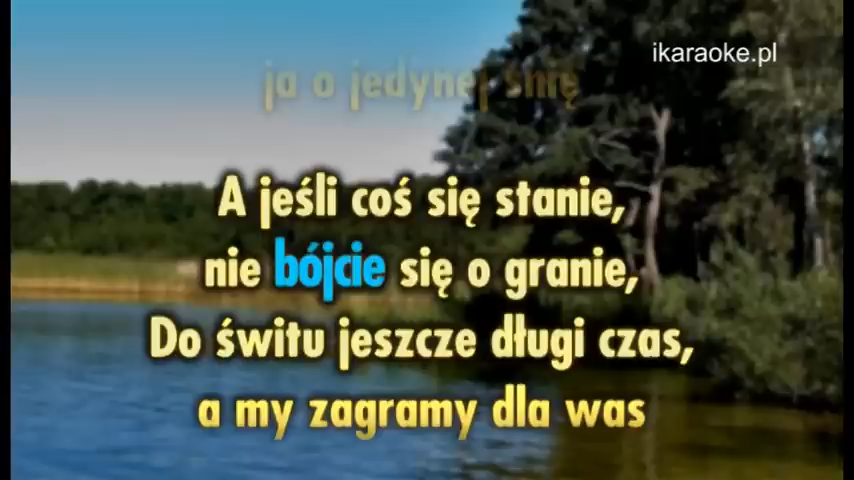 ikaraoke.pl
ja o jedynej śnię
A jeśli coś się stanie,
nie bójcie się o granie,
Do świtu jeszcze długi czas,
a my zagramy dla was